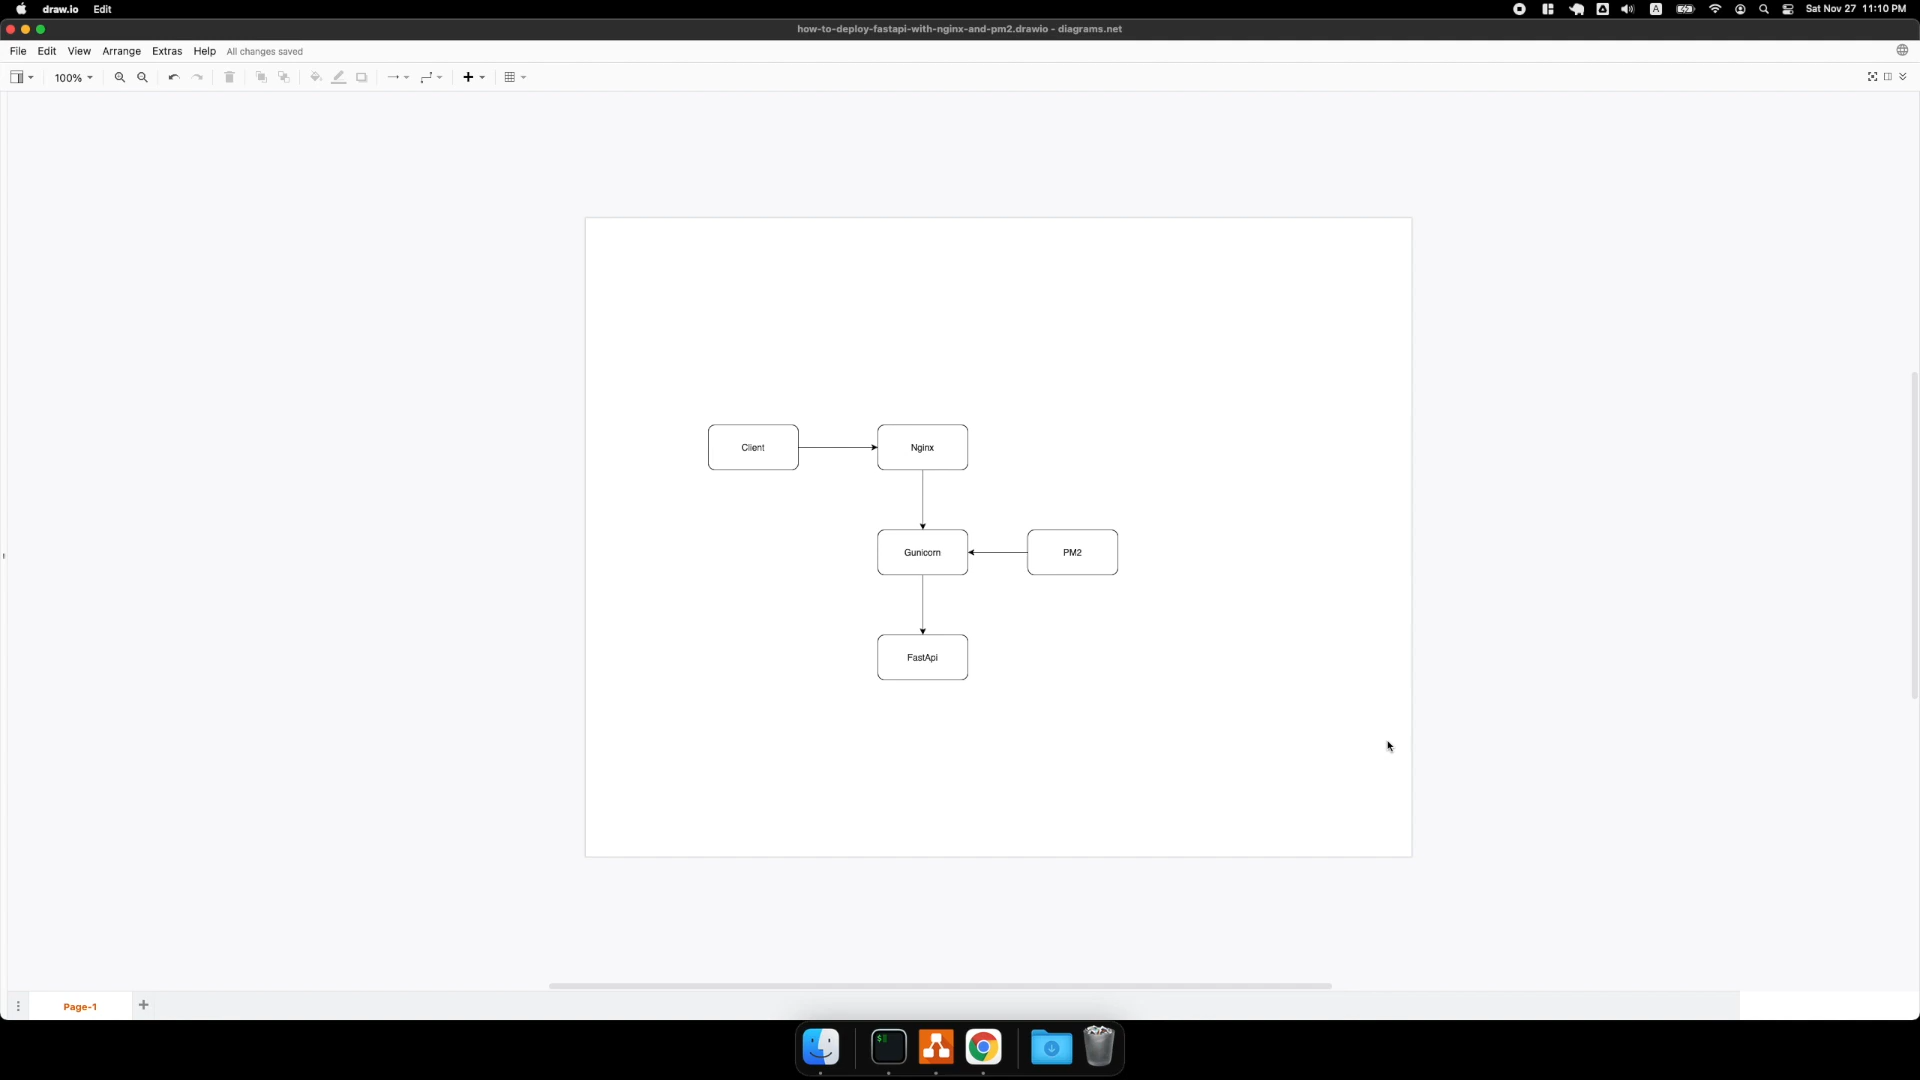 draw.io Edit
A
Sat Nov 27 11:10 PM
how-to-deploy-fastapi-with-nginx-and-pm2.drawio - diagrams.net
File Edit View Arrange Extras Help All changes saved
100%
Client
Nginx
Gunicorn
PM2
FastApi
Page-1
$